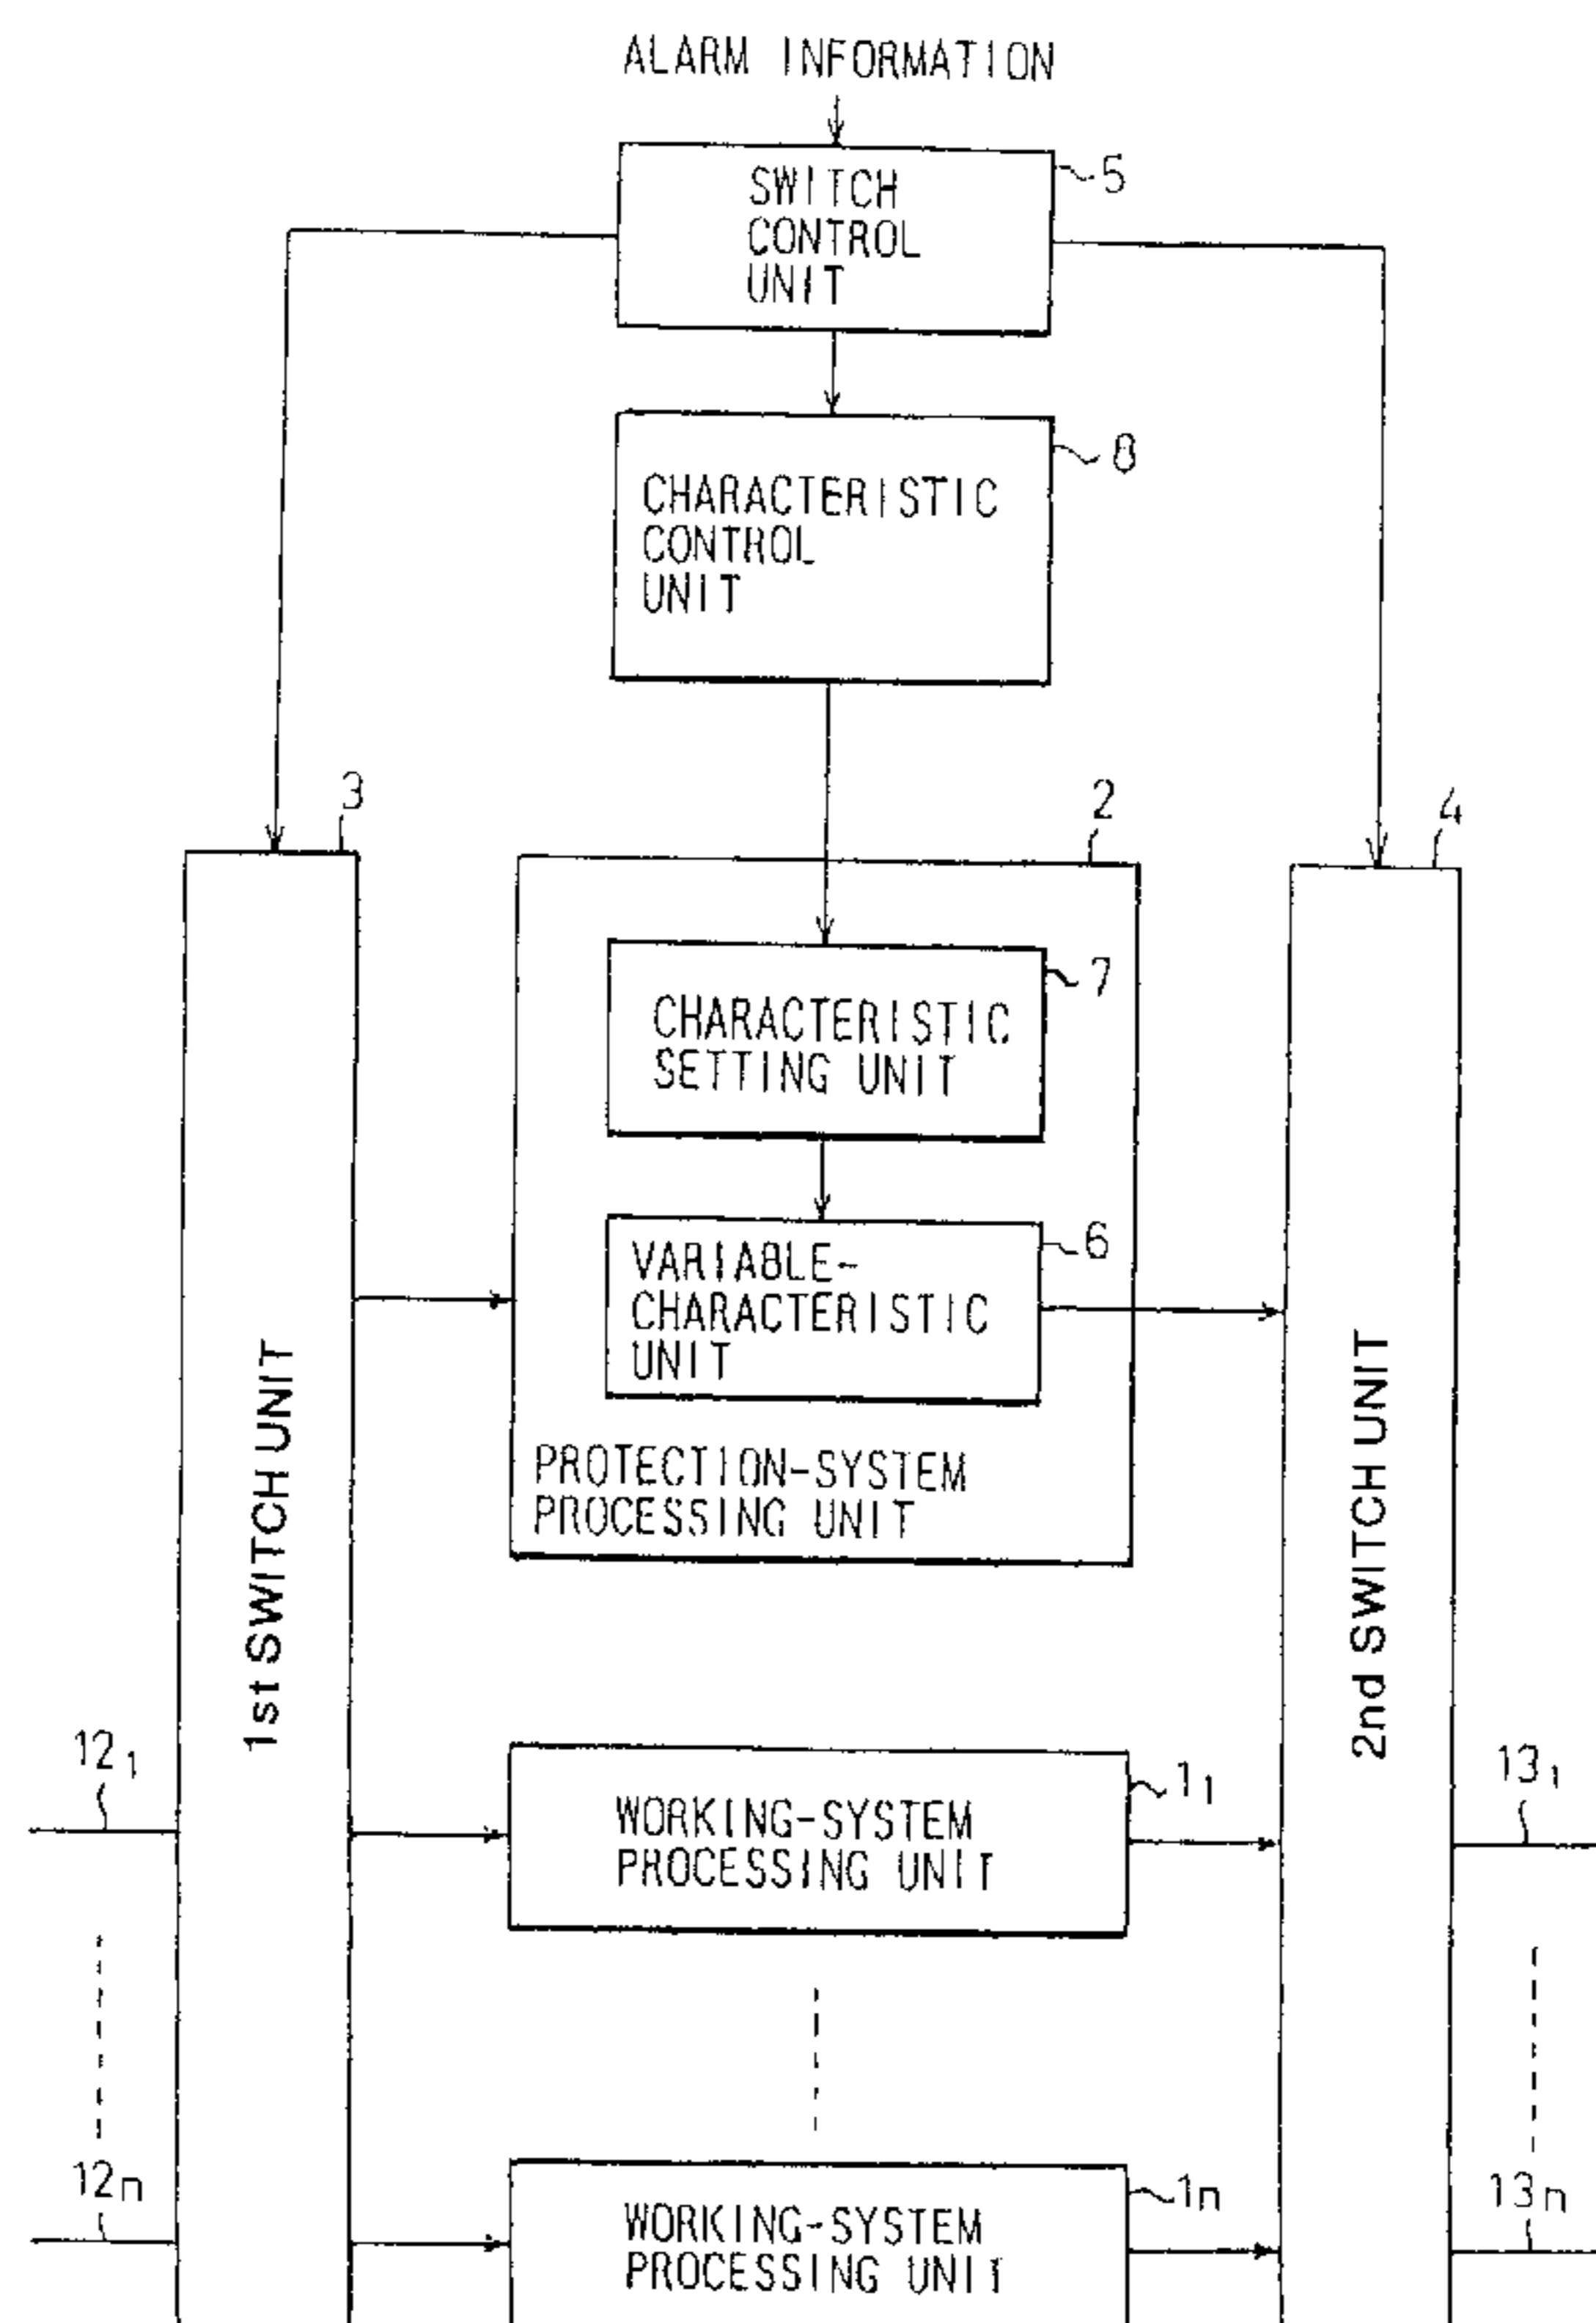 ALARM INFORMATION
5
SWITCH
CONTROL
UNIT
8
CHARACTERISTIC
CONTROL
UNIT
3
2
4
7
CHARACTERISTIC
SETTING UNIT
6
VARIABLE-
CHARACTERISTIC
UNIT
PROTECTION-SYSTEM
PROCESSING UNIT
1st SWITCH UNIT
2nd SWITCH UNIT
12₁
1₁
13₁
WORKING-SYSTEM
PROCESSING UNIT
12n
1n
13n
WORKING-SYSTEM
PROCESSING UNIT